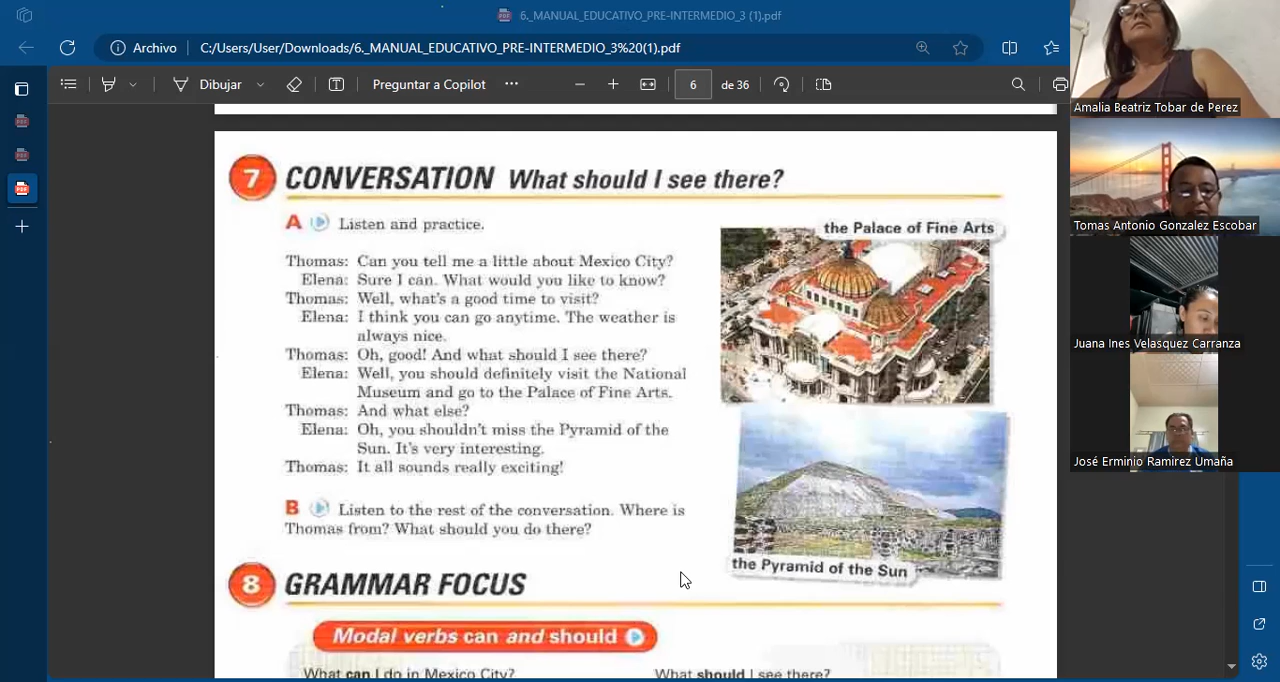 6._MANUAL_EDUCATIVO_PRE-INTERMEDIO_3 (1).pdf
Archivo
C:/Users/User/Downloads/6._MANUAL_EDUCATIVO_PRE-INTERMEDIO_3%20(1).pdf
Dibujar
Preguntar a Copilot
6
de 36
7 CONVERSATION What should I see there?
A Listen and practice.
Thomas: Can you tell me a little about Mexico City?
Elena: Sure I can. What would you like to know?
Thomas: Well, what's a good time to visit?
Elena: I think you can go anytime. The weather is
always nice.
Thomas: Oh, good! And what should I see there?
Elena: Well, you should definitely visit the National
Museum and go to the Palace of Fine Arts.
Thomas: And what else?
Elena: Oh, you shouldn't miss the Pyramid of the
Sun. It's very interesting.
Thomas: It all sounds really exciting!
B Listen to the rest of the conversation. Where is
Thomas from? What should you do there?
the Palace of Fine Arts
the Pyramid of the Sun
8 GRAMMAR FOCUS
Modal verbs can and should
What can I do in Mexico City?
What should I see there?
Amalia Beatriz Tobar de Perez
Tomas Antonio Gonzalez Escobar
Juana Ines Velasquez Carranza
José Erminio Ramirez Umaña